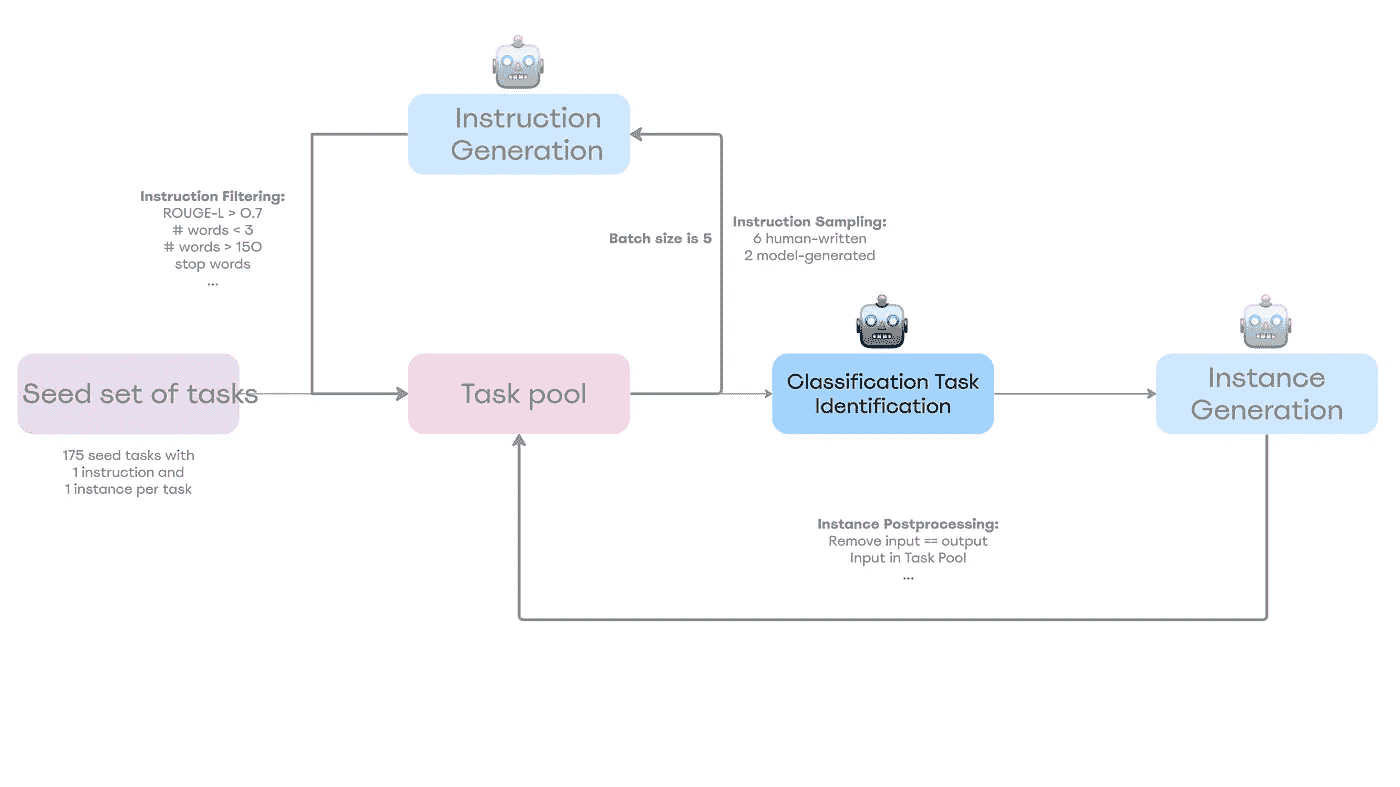 Instruction
Generation
Instruction Filtering:
ROUGE-L > 0.7
# words < 3
# words > 150
stop words
...
Batch size is 5
Instruction Sampling:
6 human-written
2 model-generated
Seed set of tasks
175 seed tasks with
1 instruction and
1 instance per task
Task pool
Classification Task
Identification
Instance
Generation
Instance Postprocessing:
Remove input == output
input in Task Pool
...